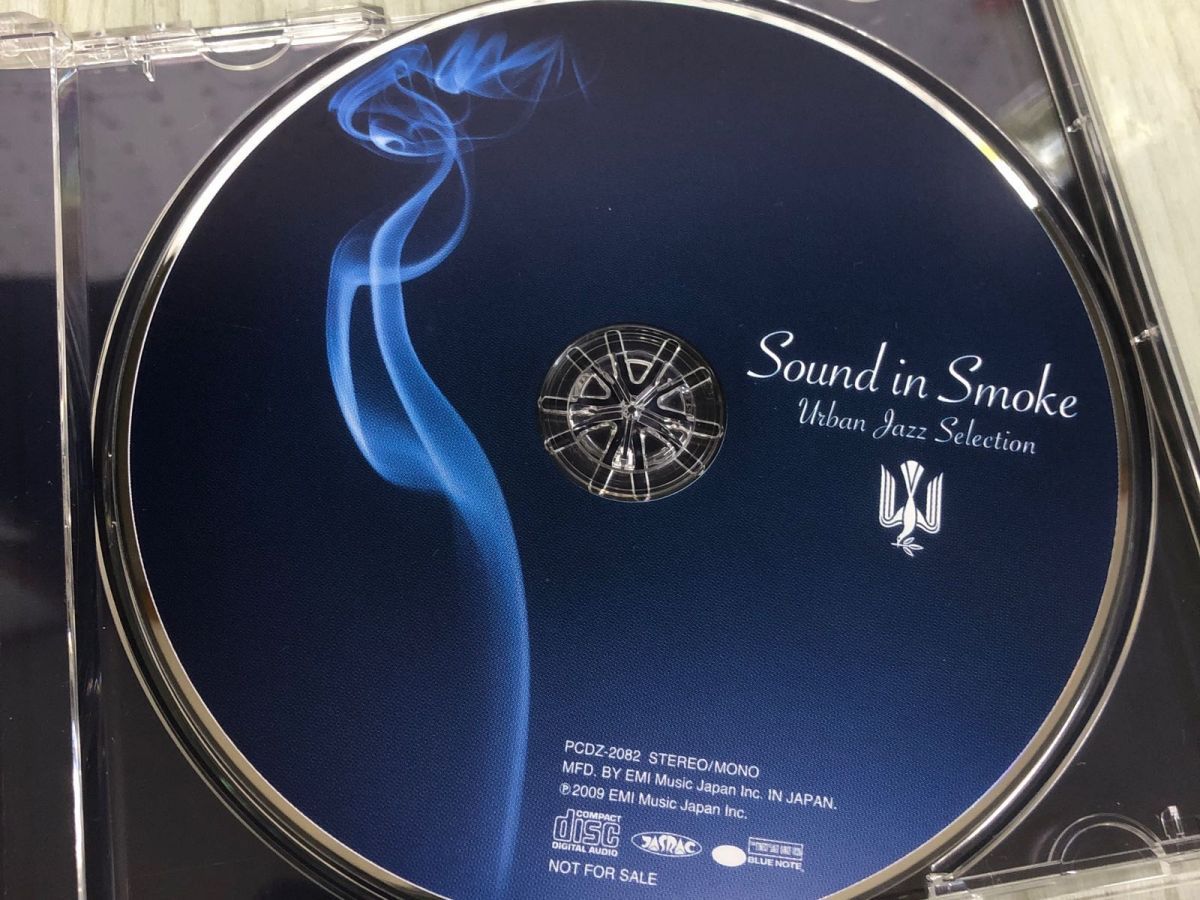 Sound in Smoke
Urban Jazz Selection
PCDZ-2082 STEREO/MONO
MFD. BY EMI Music Japan Inc. IN JAPAN.
℗2009 EMI Music Japan Inc.
COMPACT
disc
DIGITAL AUDIO
JASRAC
BLUE NOTE
NOT FOR SALE